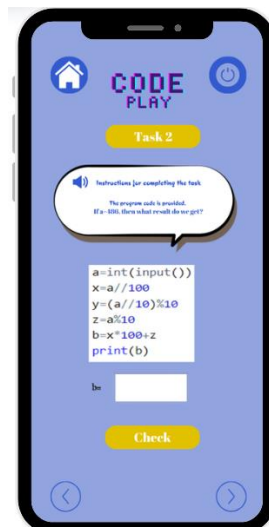 CODE
PLAY
Task 2
Instructions for completing the task
The program code is provided.
If a=100, then what result do we get?
a=int(input())
x=a//100
y=(a//10)%10
z=a%10
b=x*100+z
print(b)
b=
Check